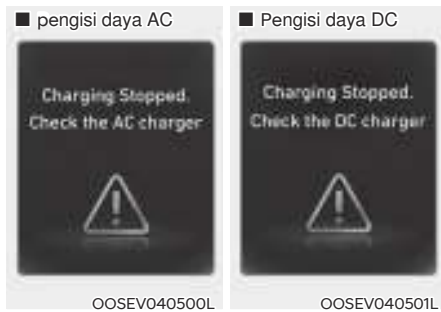 ■ pengisi daya AC
Charging Stopped.
Check the AC charger
OOSEV040500L
■ Pengisi daya DC
Charging Stopped.
Check the DC charger
OOSEV040501L